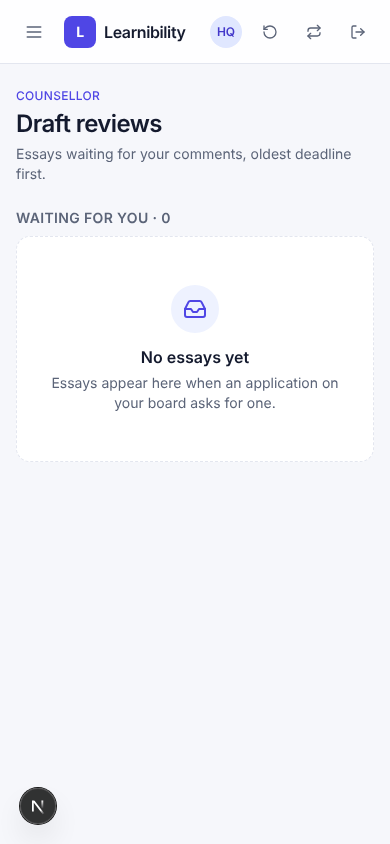 L Learnibility HQ
COUNSELLOR
Draft reviews
Essays waiting for your comments, oldest deadline
first.
WAITING FOR YOU · 0
No essays yet
Essays appear here when an application on
your board asks for one.
N